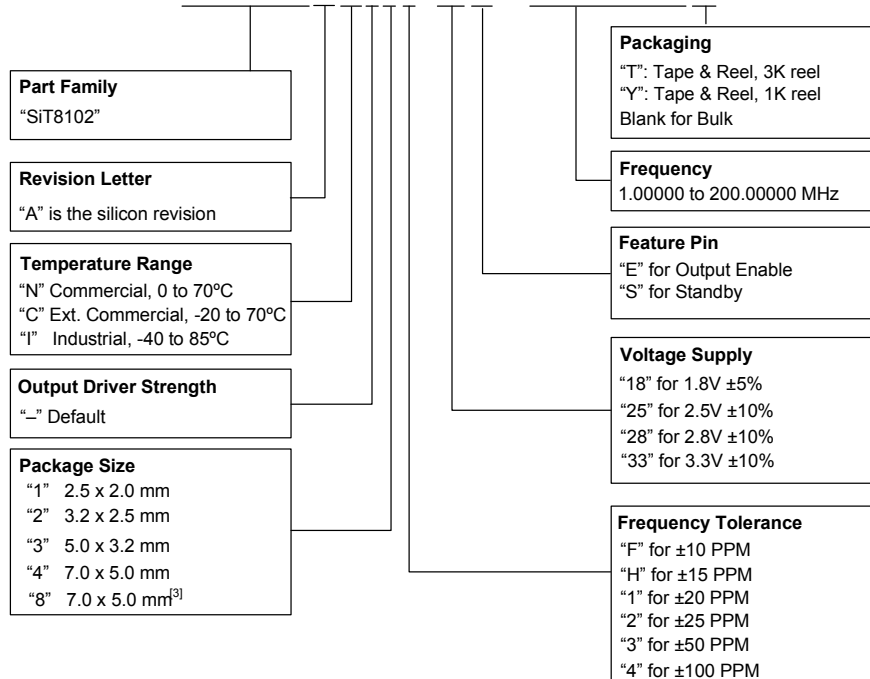 Part Family
“SiT8102”
Revision Letter
“A” is the silicon revision
Temperature Range
“N” Commercial, 0 to 70ºC
“C” Ext. Commercial, -20 to 70ºC
“I” Industrial, -40 to 85ºC
Output Driver Strength
“–” Default
Package Size
“1” 2.5 x 2.0 mm
“2” 3.2 x 2.5 mm
“3” 5.0 x 3.2 mm
“4” 7.0 x 5.0 mm
“8” 7.0 x 5.0 mm[3]
Packaging
“T”: Tape & Reel, 3K reel
“Y”: Tape & Reel, 1K reel
Blank for Bulk
Frequency
1.00000 to 200.00000 MHz
Feature Pin
“E” for Output Enable
“S” for Standby
Voltage Supply
“18” for 1.8V ±5%
“25” for 2.5V ±10%
“28” for 2.8V ±10%
“33” for 3.3V ±10%
Frequency Tolerance
“F” for ±10 PPM
“H” for ±15 PPM
“1” for ±20 PPM
“2” for ±25 PPM
“3” for ±50 PPM
“4” for ±100 PPM